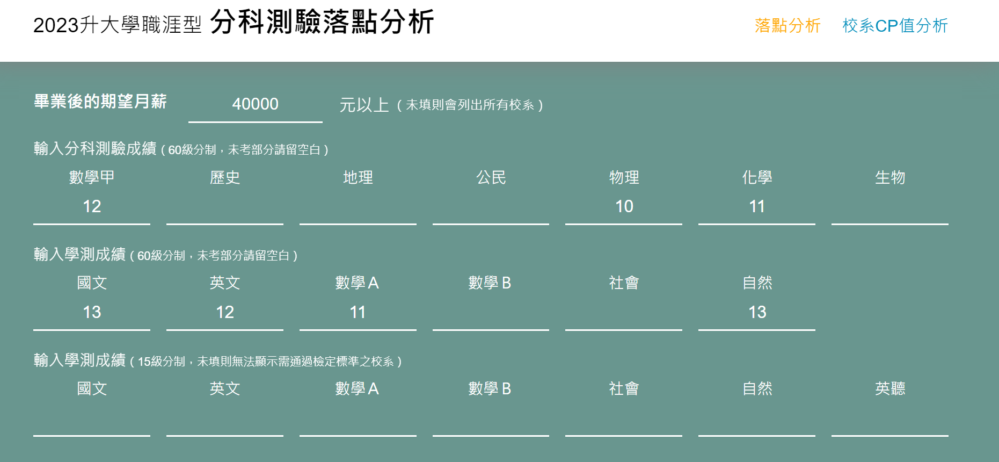 2023升大學職涯型 分科測驗落點分析
落點分析 校系CP值分析
畢業後的期望月薪 40000 元以上 ( 未填則會列出所有校系 )
輸入分科測驗成績 ( 60級分制，未考部分請留空白 )
數學甲 歷史 地理 公民 物理 化學 生物
12 10 11
輸入學測成績 ( 60級分制，未考部分請留空白 )
國文 英文 數學A 數學B 社會 自然
13 12 11 13
輸入學測成績 ( 15級分制，未填則無法顯示需通過檢定標準之校系 )
國文 英文 數學A 數學B 社會 自然 英聽